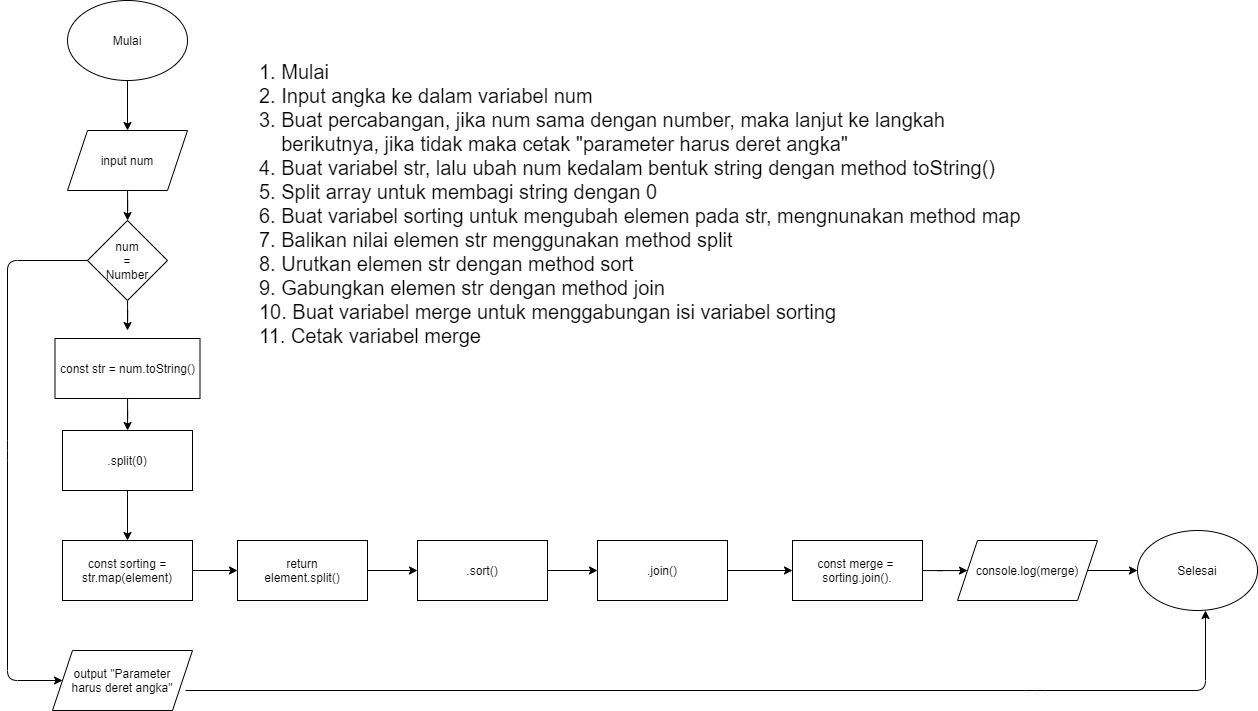 Mulai
input num
num
=
Number
const str = num.toString()
.split(0)
const sorting =
str.map(element)
return
element.split()
.sort()
.join()
const merge =
sorting.join().
console.log(merge)
Selesai
output "Parameter
harus deret angka"
1. Mulai
2. Input angka ke dalam variabel num
3. Buat percabangan, jika num sama dengan number, maka lanjut ke langkah
berikutnya, jika tidak maka cetak "parameter harus deret angka"
4. Buat variabel str, lalu ubah num kedalam bentuk string dengan method toString()
5. Split array untuk membagi string dengan 0
6. Buat variabel sorting untuk mengubah elemen pada str, mengnunakan method map
7. Balikan nilai elemen str menggunakan method split
8. Urutkan elemen str dengan method sort
9. Gabungkan elemen str dengan method join
10. Buat variabel merge untuk menggabungan isi variabel sorting
11. Cetak variabel merge